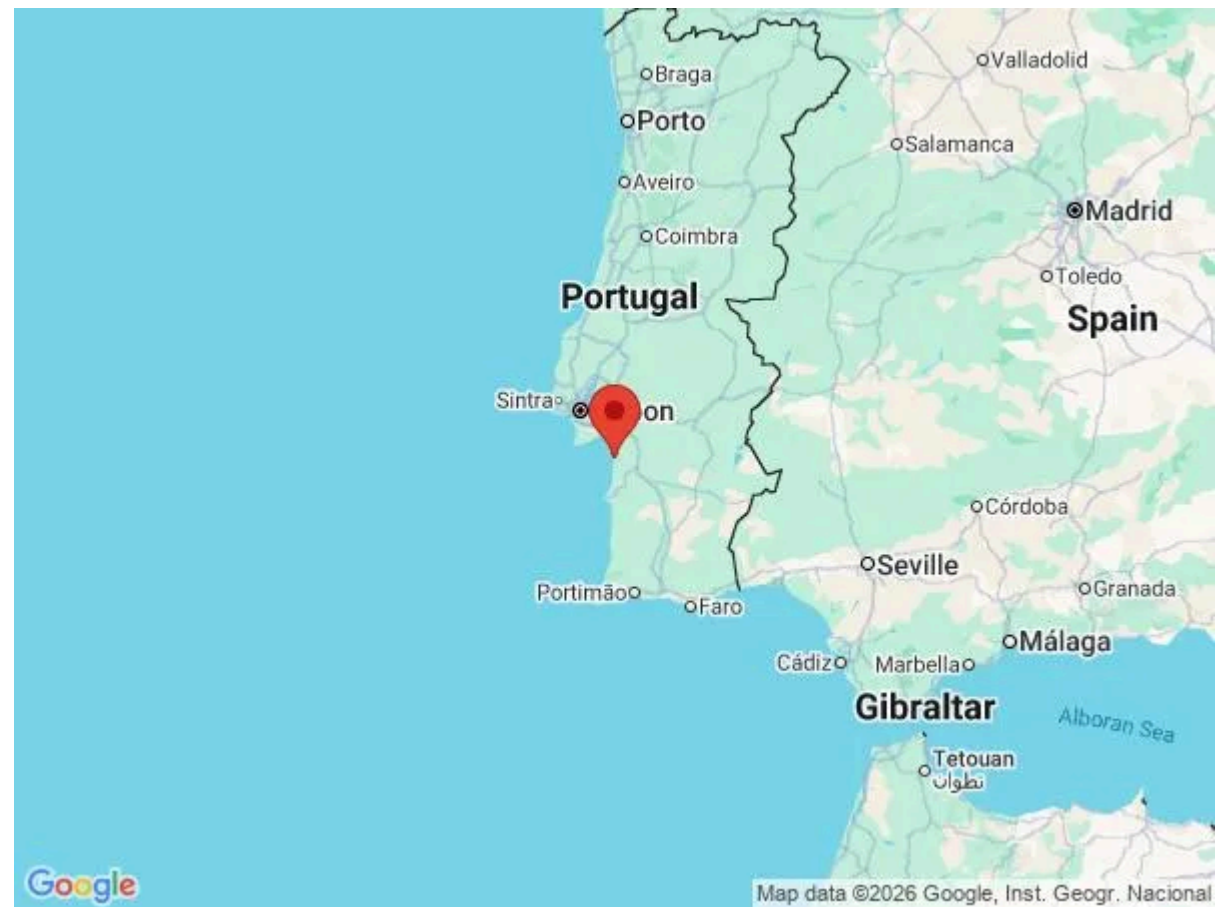 Valladolid
Braga
Porto
Salamanca
Aveiro
Madrid
Coimbra
Toledo
Portugal
Spain
Sintra
on
Córdoba
Seville
Portimão
Faro
Granada
Málaga
Cádiz
Marbella
Gibraltar
Alboran Sea
Tetouan
تطوان
Google
Map data ©2026 Google, Inst. Geogr. Nacional